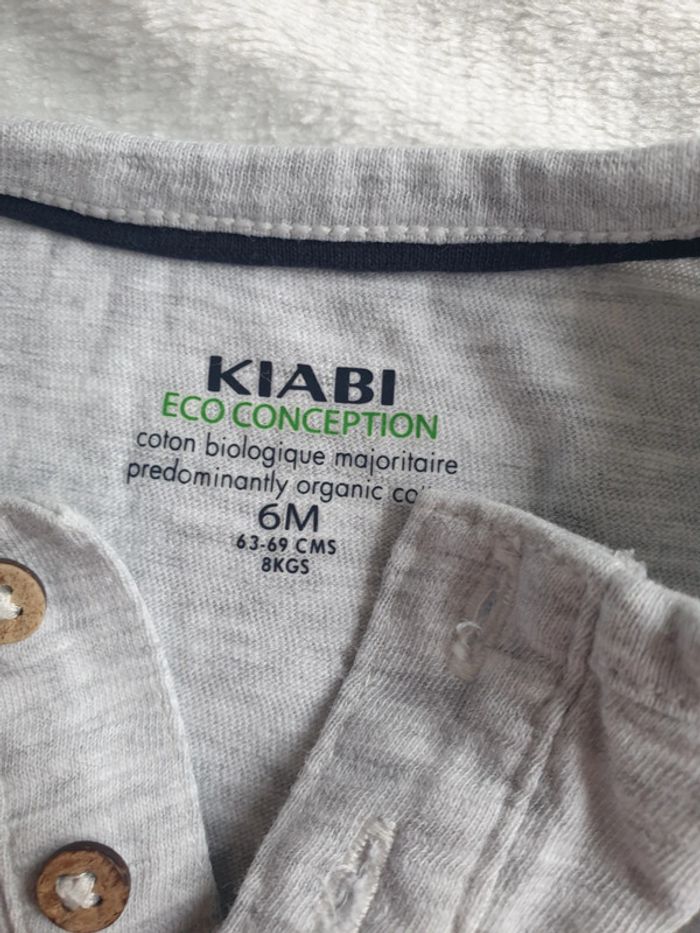 KIABI
ECO CONCEPTION
coton biologique majoritaire
predominantly organic
6M
63-69 CMS
8KGS